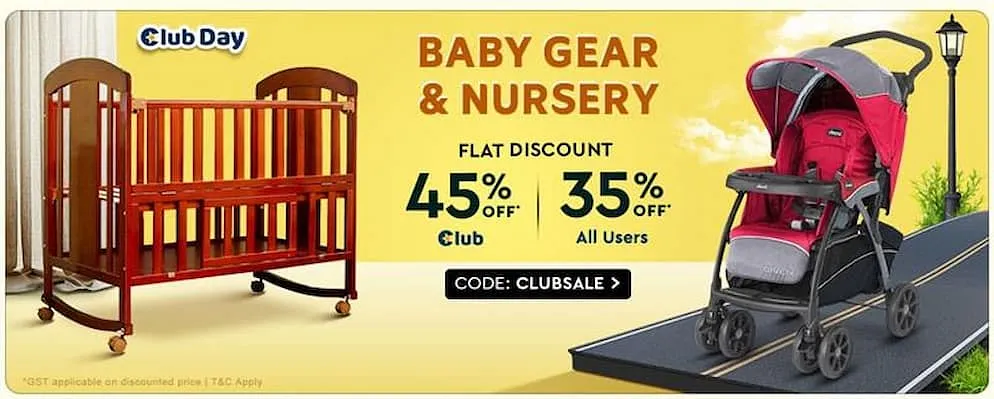 Club Day
BABY GEAR
& NURSERY
FLAT DISCOUNT
45% OFF*
Club
35% OFF*
All Users
CODE: CLUBSALE >
*GST applicable on discounted price | T&C Apply
chicco